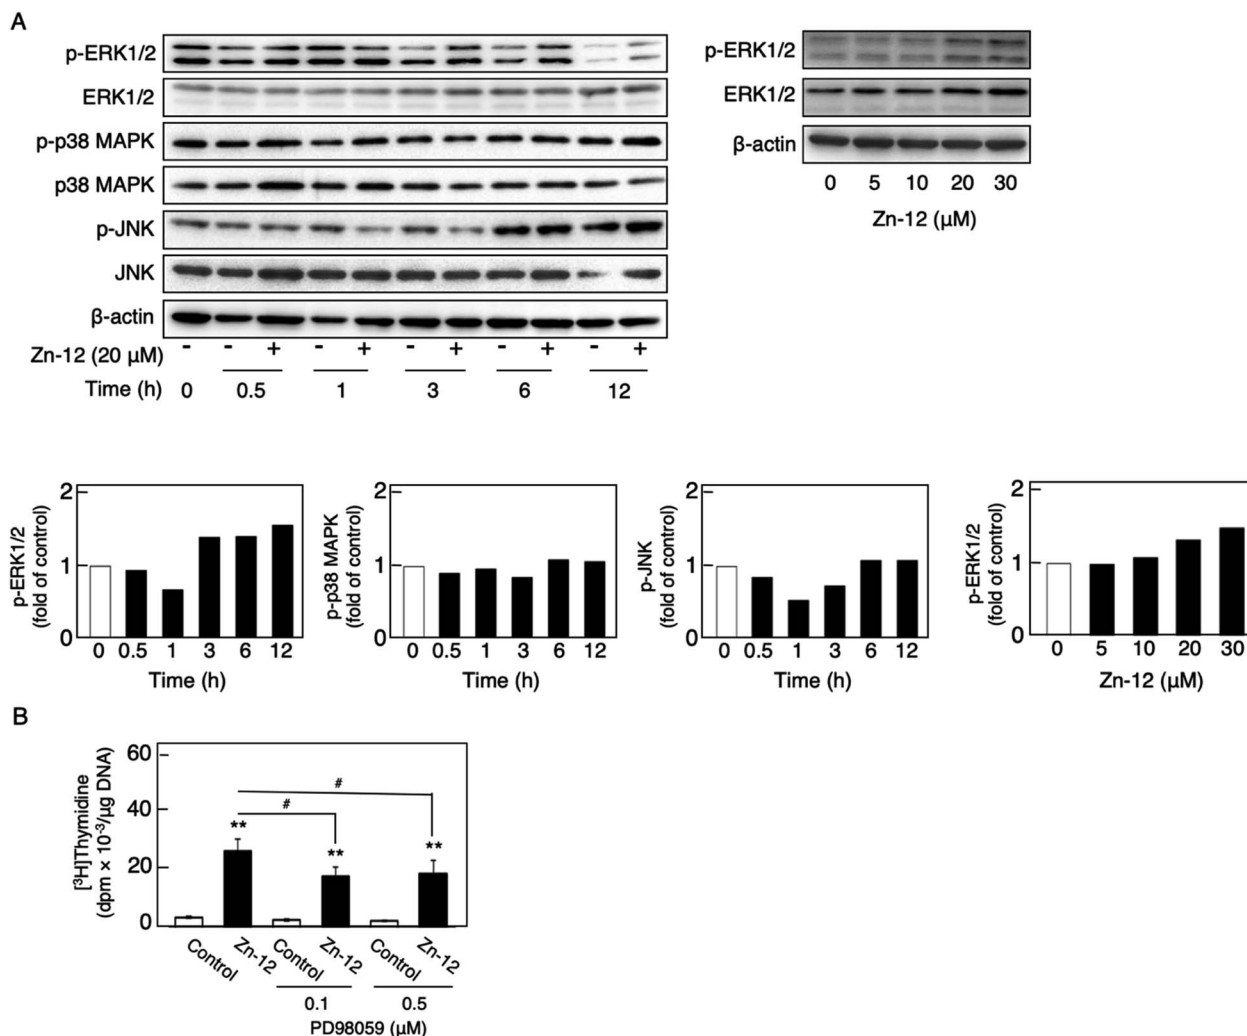 A
p-ERK1/2
ERK1/2
p-p38 MAPK
p38 MAPK
p-JNK
JNK
β-actin
Zn-12 (20 μM) - - + - + - + - + - +
Time (h) 0 0.5 1 3 6 12
p-ERK1/2
ERK1/2
β-actin
0 5 10 20 30
Zn-12 (μM)
p-ERK1/2
(fold of control)
2
1
0
0 0.5 1 3 6 12
Time (h)
p-p38 MAPK
(fold of control)
2
1
0
0 0.5 1 3 6 12
Time (h)
p-JNK
(fold of control)
2
1
0
0 0.5 1 3 6 12
Time (h)
p-ERK1/2
(fold of control)
2
1
0
0 5 10 20 30
Zn-12 (μM)
B
[³H]Thymidine
(dpm × 10⁻³/μg DNA)
60
40
20
0
#
#
** ** **
Control Zn-12 Control Zn-12 Control Zn-12
0.1 0.5
PD98059 (μM)